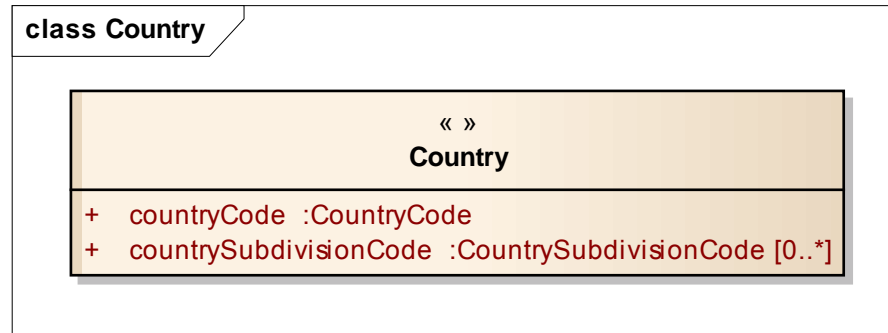 class Country
« »
Country
+ countryCode :CountryCode
+ countrySubdivisionCode :CountrySubdivisionCode [0..*]